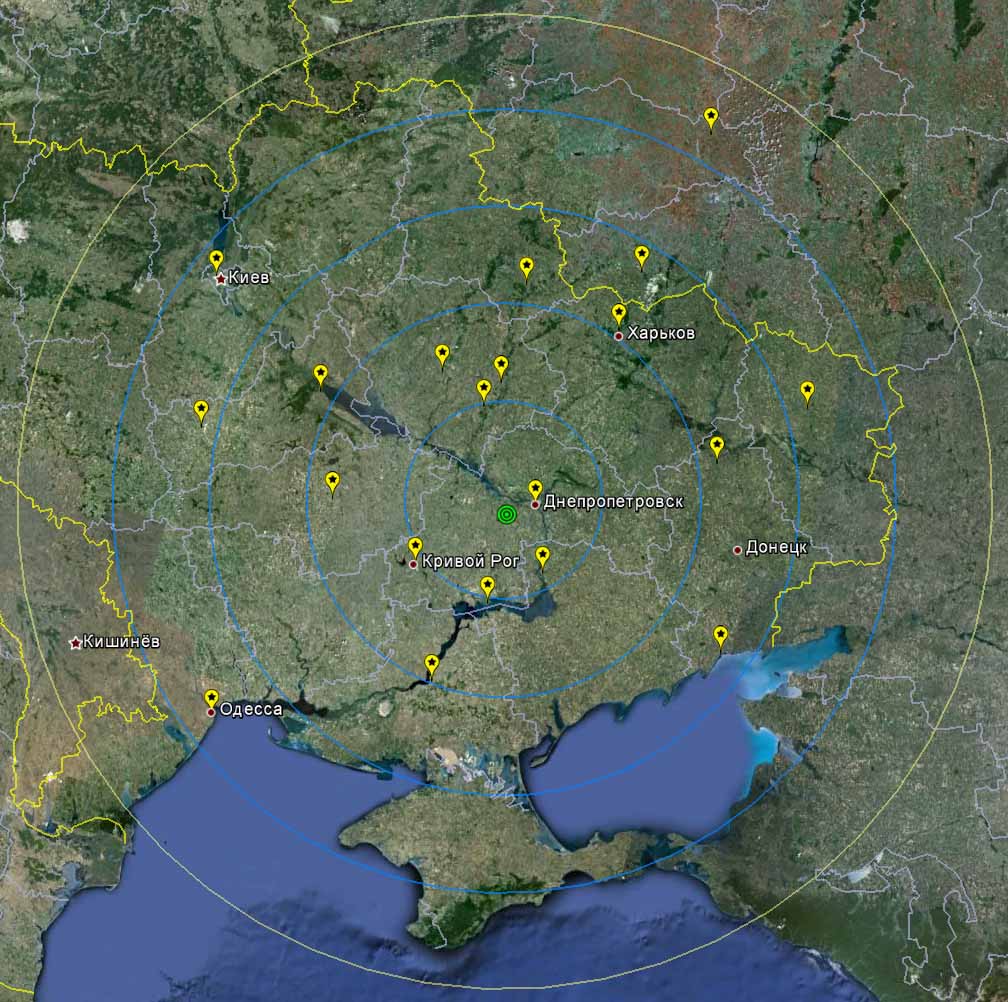 Киев
Харьков
Днепропетровск
Донецк
Кривой Рог
Кишинёв
Одесса